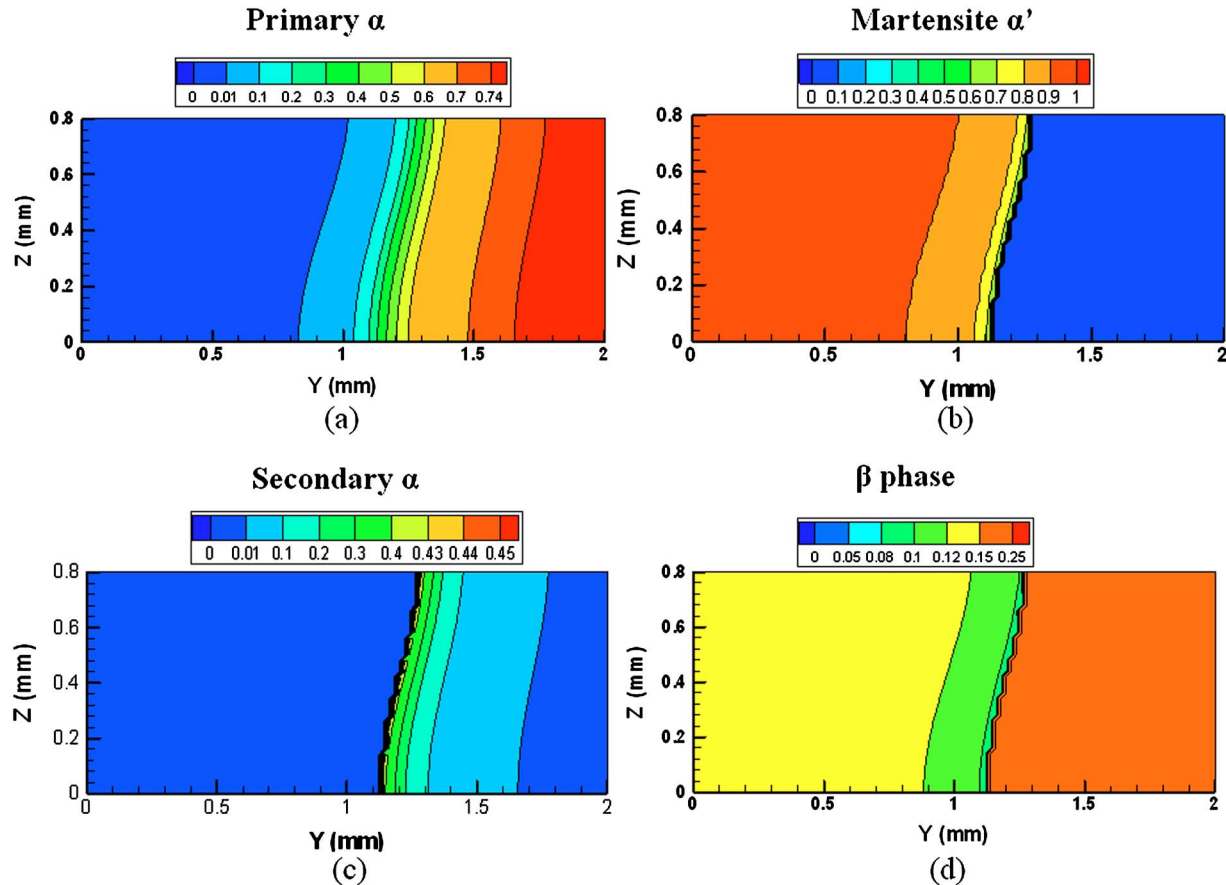 Primary α
0 0.01 0.1 0.2 0.3 0.4 0.5 0.6 0.7 0.74
0.8
0.6
0.4
0.2
0
Z (mm)
0 0.5 1 1.5 2
Y (mm)
(a)
Martensite α’
0 0.1 0.2 0.3 0.4 0.5 0.6 0.7 0.8 0.9 1
0.8
0.6
0.4
0.2
0
Z (mm)
0 0.5 1 1.5 2
Y (mm)
(b)
Secondary α
0 0.01 0.1 0.2 0.3 0.4 0.43 0.44 0.45
0.8
0.6
0.4
0.2
0
Z (mm)
0 0.5 1 1.5 2
Y (mm)
(c)
β phase
0 0.05 0.08 0.1 0.12 0.15 0.25
0.8
0.6
0.4
0.2
0
Z (mm)
0 0.5 1 1.5 2
Y (mm)
(d)